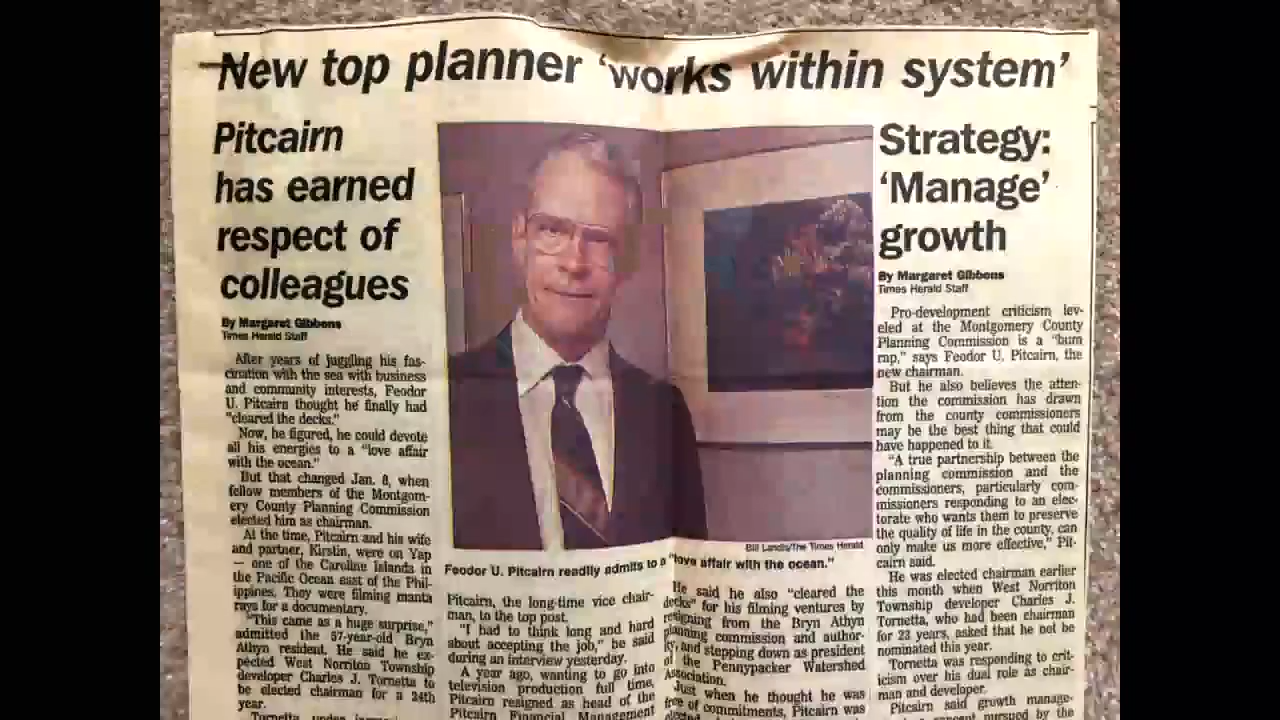 New top planner 'works within system'
Pitcairn
has earned
respect of
colleagues
By Margaret Gibbons
Times Herald Staff
After years of juggling his fas-
cination with the sea with business
and community interests, Feodor
U. Pitcairn thought he finally had
"cleared the decks."
Now, he figured, he could devote
all his energies to a "love affair
with the ocean."
But that changed Jan. 8, when
fellow members of the Montgom-
ery County Planning Commission
elected him as chairman.
At the time, Pitcairn and his wife
and partner, Kirstin, were on Yap
— one of the Caroline Islands in
the Pacific Ocean east of the Phil-
ippines. They were filming manta
rays for a documentary.
"This came as a huge surprise,"
admitted the 57-year-old Bryn
Athyn resident. He said he ex-
pected West Norriton Township
developer Charles J. Tornetta to
be elected chairman for a 24th
year.
Bill Landis/The Times Herald
Feodor U. Pitcairn readily admits to a "love affair with the ocean."
Pitcairn, the long-time vice chair-
man, to the top post.
"I had to think long and hard
about accepting the job," he said
during an interview yesterday.
A year ago, wanting to go into
television production full time,
Pitcairn resigned as head of the
Pitcairn Financial Management
He said he also "cleared the
decks" for his filming ventures by
resigning from the Bryn Athyn
planning commission and author-
ity, and stepping down as president
of the Pennypacker Watershed
Association.
Just when he thought he was
free of commitments, Pitcairn was
elected
Strategy:
'Manage'
growth
By Margaret Gibbons
Times Herald Staff
Pro-development criticism lev-
eled at the Montgomery County
Planning Commission is a "bum
rap," says Feodor U. Pitcairn, the
new chairman.
But he also believes the atten-
tion the commission has drawn
from the county commissioners
may be the best thing that could
have happened to it.
"A true partnership between the
planning commission and the
commissioners, particularly com-
missioners responding to an elec-
torate who wants them to preserve
the quality of life in the county, can
only make us more effective," Pit-
cairn said.
He was elected chairman earlier
this month when West Norriton
Township developer Charles J.
Tornetta, who had been chairman
for 23 years, asked that he not be
nominated this year.
Tornetta was responding to crit-
icism over his dual role as chair-
man and developer.
Pitcairn said growth manage-
pursued by the